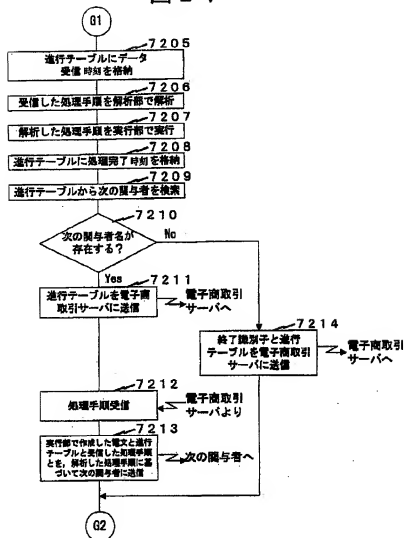 G1
7205
進行テーブルにデータ
受信時刻を格納
7206
受信した処理手順を解析部で解析
7207
解析した処理手順を実行部で実行
7208
進行テーブルに処理完了時刻を格納
7209
進行テーブルから次の関与者を検索
7210
次の関与者名が
存在する?
No
Yes
7211
進行テーブルを電子商
取引サーバに送信
電子商取引
サーバへ
7214
終了識別子と進行
テーブルを電子商取引
サーバに送信
電子商取引
サーバへ
7212
処理手順受信
電子商取引
サーバより
7213
実行部で作成した電文と進行
テーブルと受信した処理手順
とを，解析した処理手順に基
づいて次の関与者に送信
次の関与者へ
G2